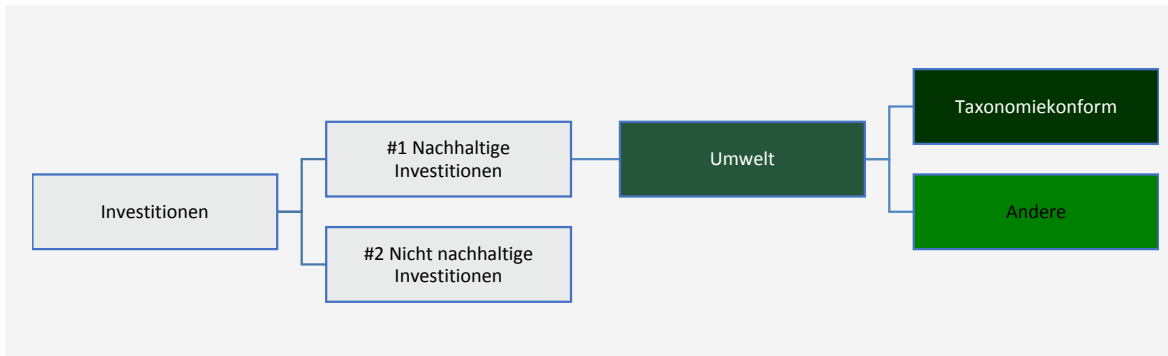 Investitionen
#1 Nachhaltige
Investitionen
#2 Nicht nachhaltige
Investitionen
Umwelt
Taxonomiekonform
Andere